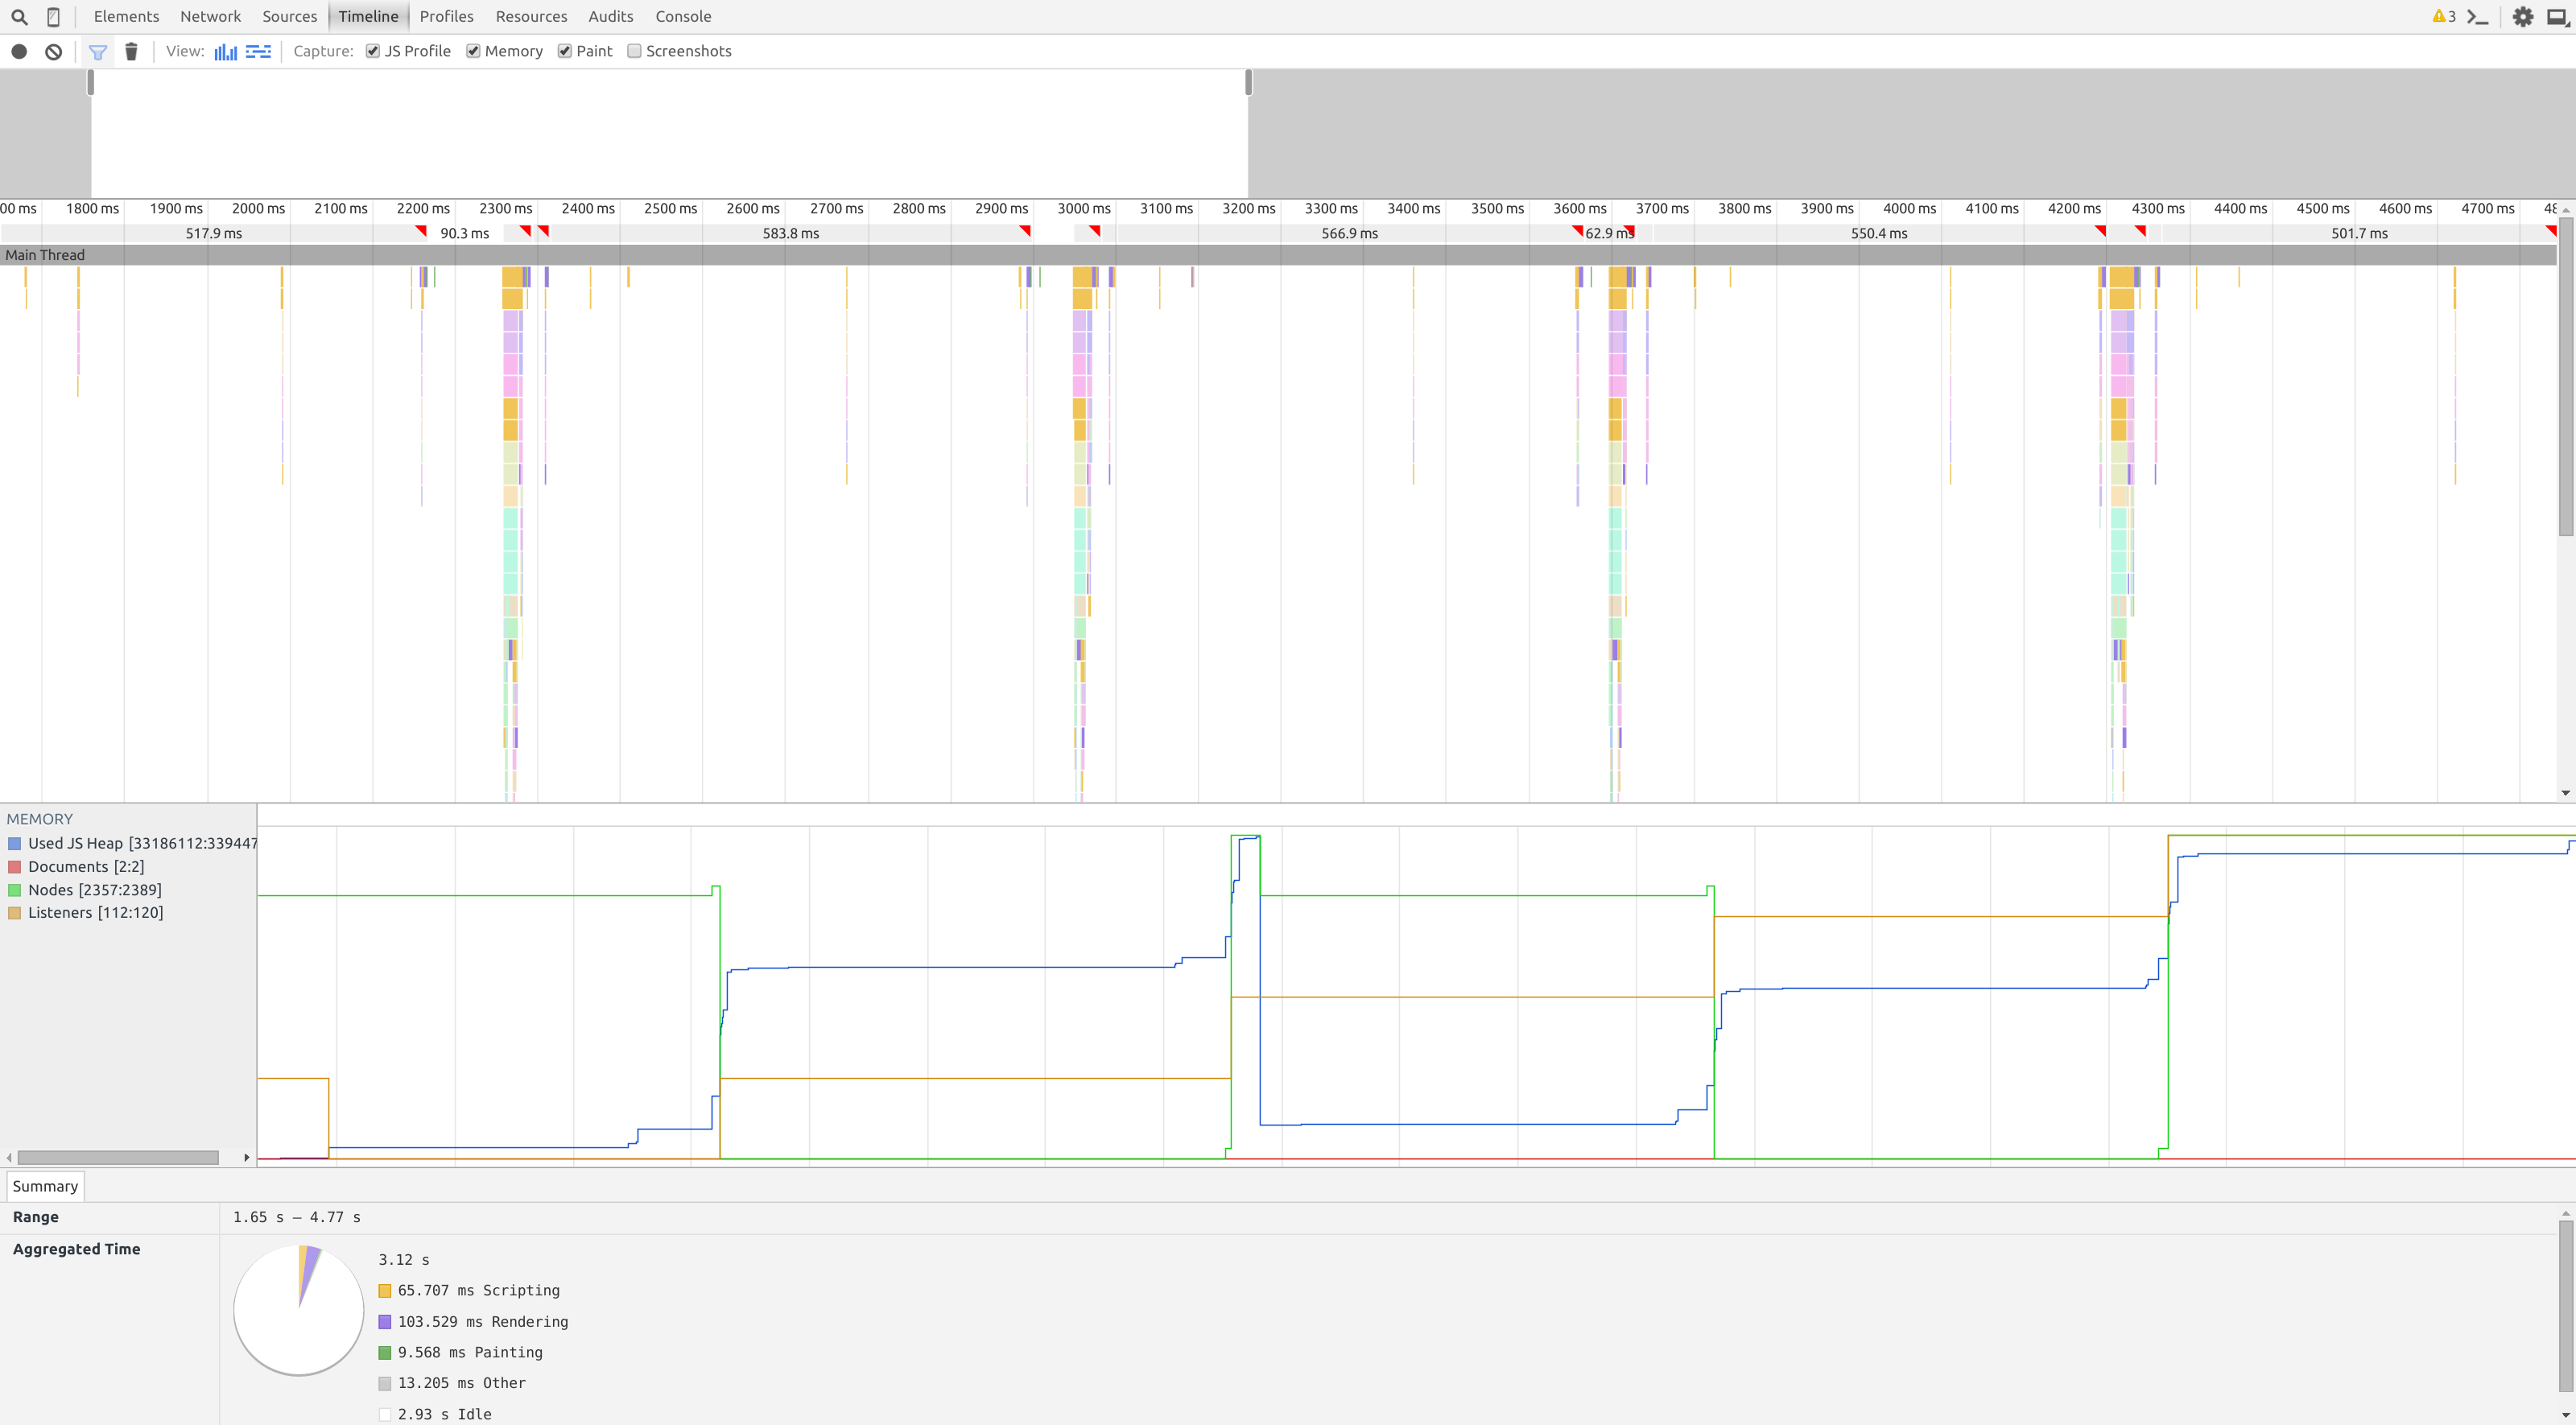 Elements Network Sources Timeline Profiles Resources Audits Console 3
View: Capture: JS Profile Memory Paint Screenshots
00 ms 1800 ms 1900 ms 2000 ms 2100 ms 2200 ms 2300 ms 2400 ms 2500 ms 2600 ms 2700 ms 2800 ms 2900 ms 3000 ms 3100 ms 3200 ms 3300 ms 3400 ms 3500 ms 3600 ms 3700 ms 3800 ms 3900 ms 4000 ms 4100 ms 4200 ms 4300 ms 4400 ms 4500 ms 4600 ms 4700 ms 48
517.9 ms 90.3 ms 583.8 ms 566.9 ms 62.9 ms 550.4 ms 501.7 ms
Main Thread
MEMORY
Used JS Heap [33186112:339447
Documents [2:2]
Nodes [2357:2389]
Listeners [112:120]
Summary
Range 1.65 s – 4.77 s
Aggregated Time
3.12 s
65.707 ms Scripting
103.529 ms Rendering
9.568 ms Painting
13.205 ms Other
2.93 s Idle